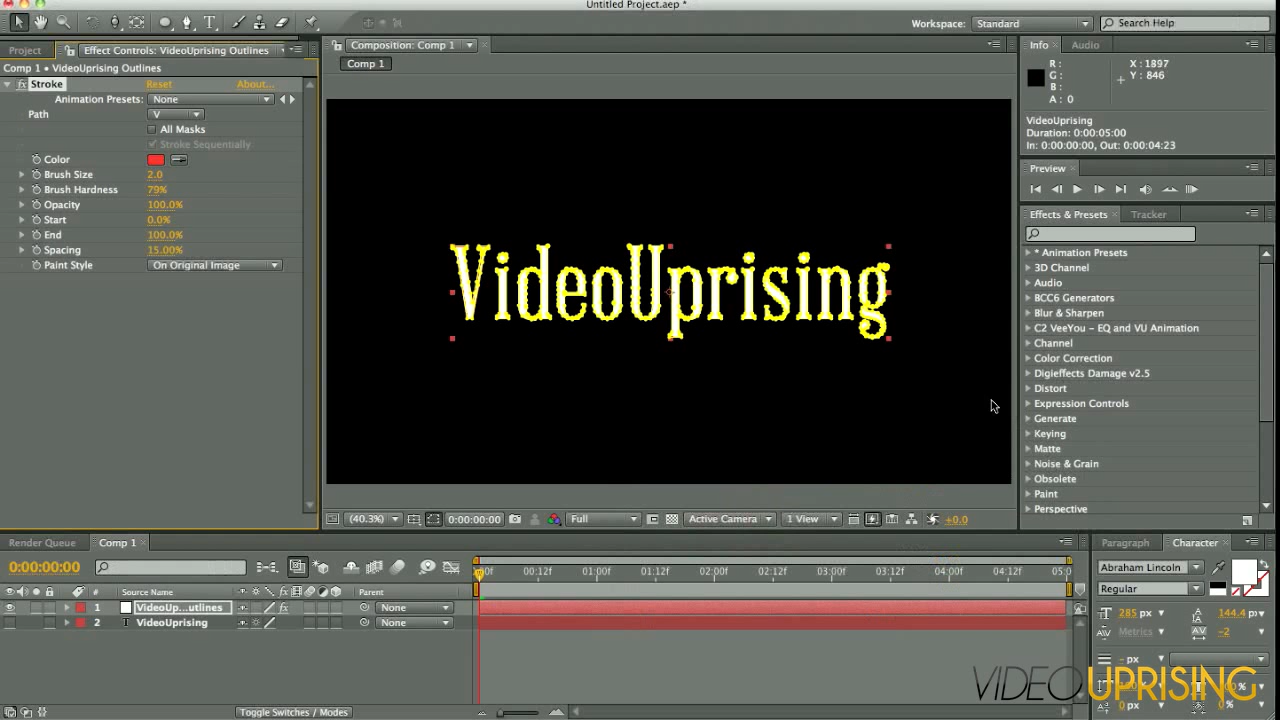 Untitled Project.aep *
Workspace: Standard
Search Help
Project
Effect Controls: VideoUprising Outlines
Comp 1 • VideoUprising Outlines
Stroke Reset About...
Animation Presets: None
Path V
All Masks
Stroke Sequentially
Color
Brush Size 2.0
Brush Hardness 79%
Opacity 100.0%
Start 0.0%
End 100.0%
Spacing 15.00%
Paint Style On Original Image
Composition: Comp 1
Comp 1
VideoUprising
(40.3%) 0:00:00:00 Full Active Camera 1 View +0.0
Info Audio
R: X: 1897
G: Y: 846
B:
A: 0
VideoUprising
Duration: 0:00:05:00
In: 0:00:00:00, Out: 0:00:04:23
Preview
Effects & Presets Tracker
* Animation Presets
3D Channel
Audio
BCC6 Generators
Blur & Sharpen
C2 VeeYou - EQ and VU Animation
Channel
Color Correction
Digieffects Damage v2.5
Distort
Expression Controls
Generate
Keying
Matte
Noise & Grain
Obsolete
Paint
Perspective
Render Queue Comp 1
0:00:00:00
# Source Name Parent
1 VideoUp...utlines None
2 T VideoUprising None
00:12f 01:00f 01:12f 02:00f 02:12f 03:00f 03:12f 04:00f 04:12f
Toggle Switches / Modes
Paragraph Character
Abraham Lincoln
Regular
285 px 144.4 p
Metrics -2
- px
0 px
VIDEOUPRISING